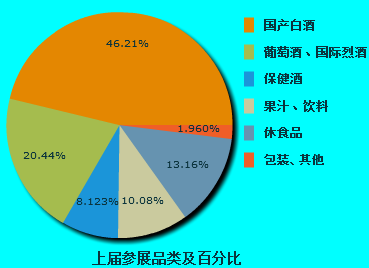 46.21%
20.44%
8.123%
10.08%
13.16%
1.960%
国产白酒
葡萄酒、国际烈酒
保健酒
果汁、饮料
休食品
包装、其他
上届参展品类及百分比